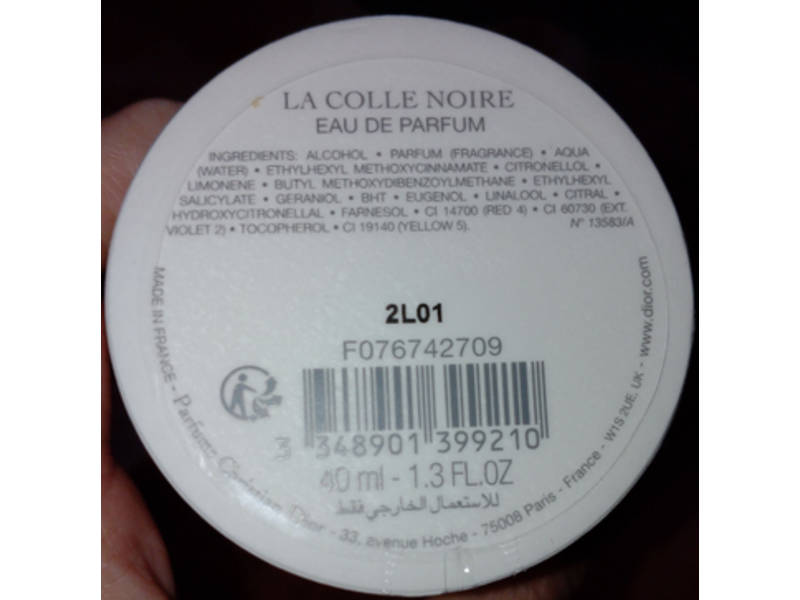 LA COLLE NOIRE
EAU DE PARFUM
INGREDIENTS: ALCOHOL • PARFUM (FRAGRANCE) • AQUA
(WATER) • ETHYLHEXYL METHOXYCINNAMATE • CITRONELLOL •
LIMONENE • BUTYL METHOXYDIBENZOYLMETHANE • ETHYLHEXYL
SALICYLATE • GERANIOL • BHT • EUGENOL • LINALOOL • CITRAL •
HYDROXYCITRONELLAL • FARNESOL • CI 14700 (RED 4) • CI 60730 (EXT.
VIOLET 2) • TOCOPHEROL • CI 19140 (YELLOW 5). N° 13583/A
2L01
F076742709
348901 399210
40 ml - 1.3 FL.OZ
للاستعمال الخارجي فقط
MADE IN FRANCE - Parfums Christian Dior - 33, avenue Hoche - 75008 Paris - France - W1S 2UE, UK - www.dior.com